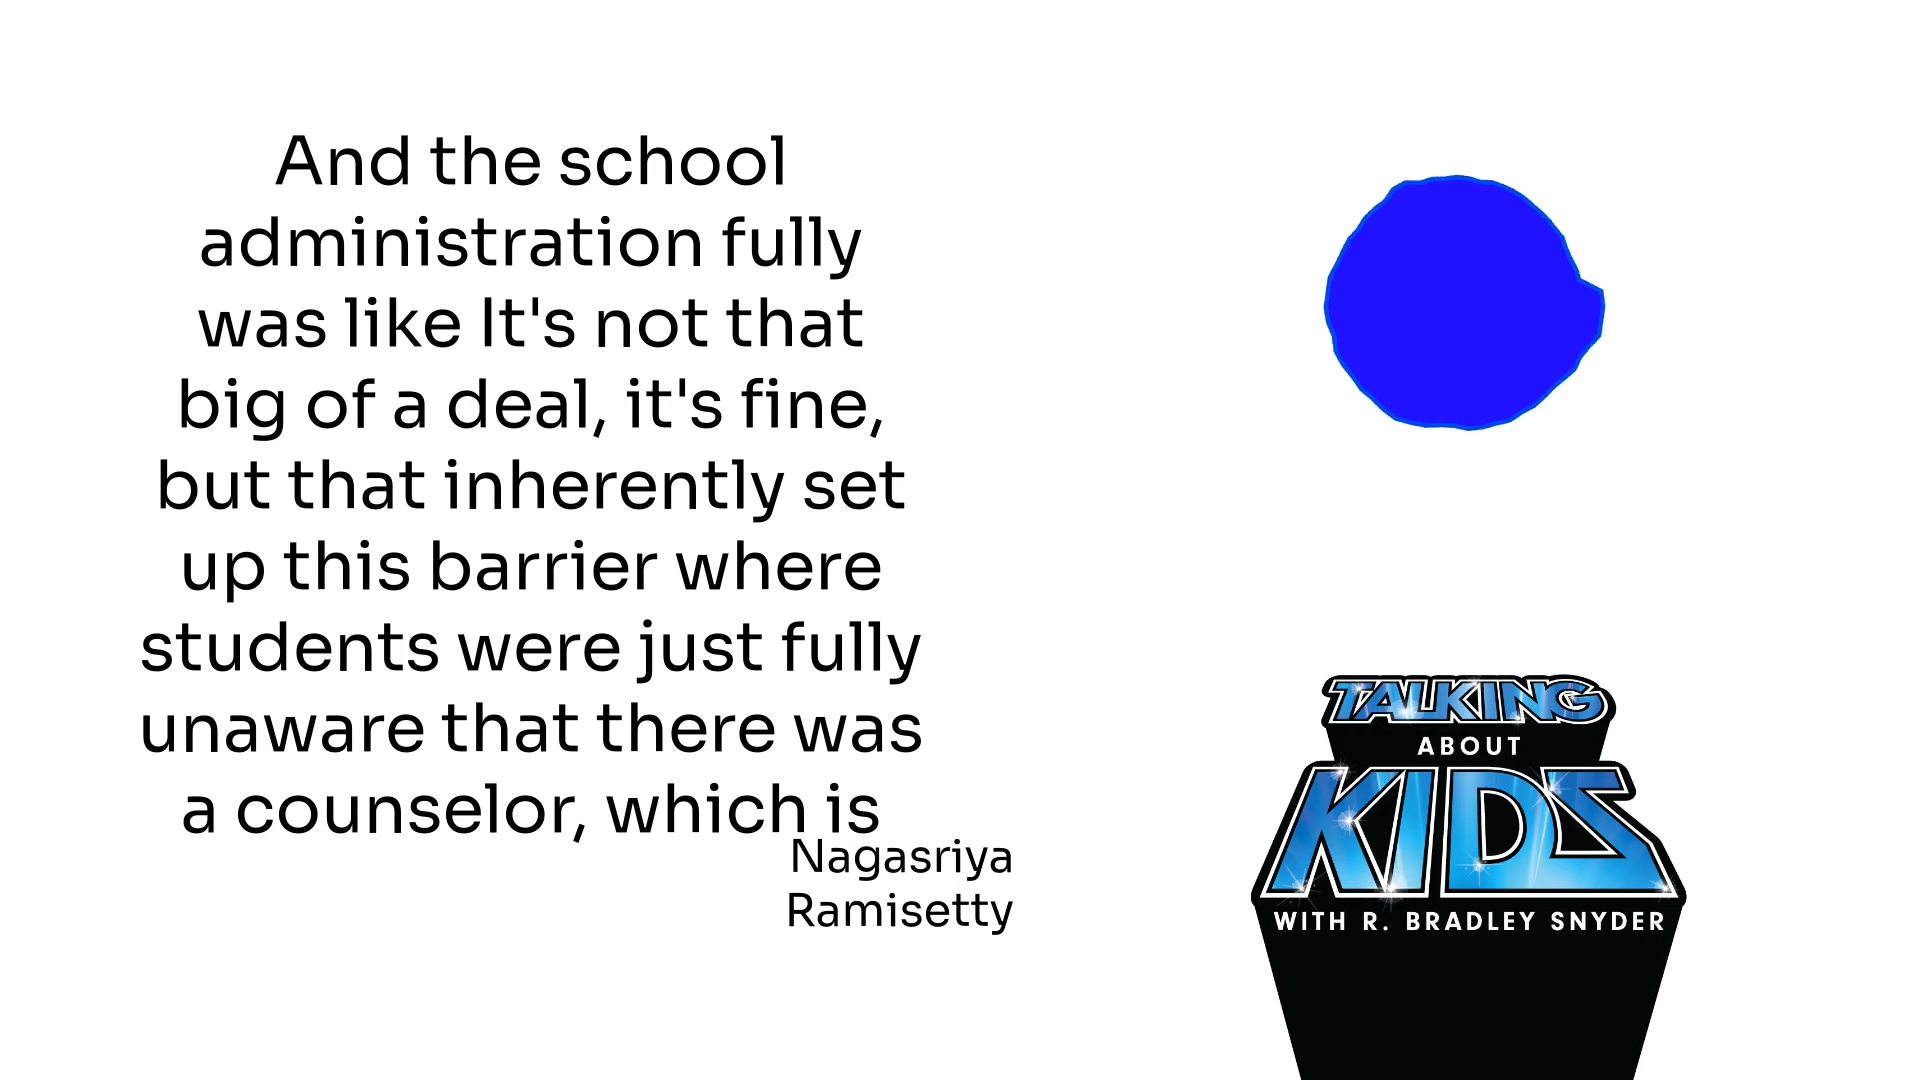 And the school
administration fully
was like It's not that
big of a deal, it's fine,
but that inherently set
up this barrier where
students were just fully
unaware that there was
a counselor, which is
Nagasriya
Ramisetty
TALKING
ABOUT
KIDS
WITH R. BRADLEY SNYDER